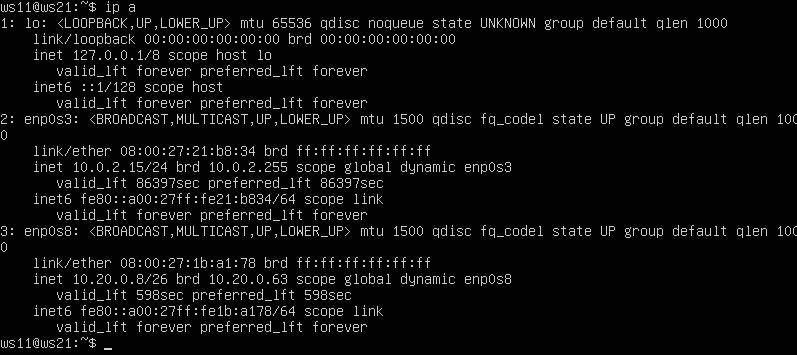 ws11@ws21:~$ ip a
1: lo: <LOOPBACK,UP,LOWER_UP> mtu 65536 qdisc noqueue state UNKNOWN group default qlen 1000
    link/loopback 00:00:00:00:00:00 brd 00:00:00:00:00:00
    inet 127.0.0.1/8 scope host lo
       valid_lft forever preferred_lft forever
    inet6 ::1/128 scope host
       valid_lft forever preferred_lft forever
2: enp0s3: <BROADCAST,MULTICAST,UP,LOWER_UP> mtu 1500 qdisc fq_codel state UP group default qlen 100
0
    link/ether 08:00:27:21:b8:34 brd ff:ff:ff:ff:ff:ff
    inet 10.0.2.15/24 brd 10.0.2.255 scope global dynamic enp0s3
       valid_lft 86397sec preferred_lft 86397sec
    inet6 fe80::a00:27ff:fe21:b834/64 scope link
       valid_lft forever preferred_lft forever
3: enp0s8: <BROADCAST,MULTICAST,UP,LOWER_UP> mtu 1500 qdisc fq_codel state UP group default qlen 100
0
    link/ether 08:00:27:1b:a1:78 brd ff:ff:ff:ff:ff:ff
    inet 10.20.0.8/26 brd 10.20.0.63 scope global dynamic enp0s8
       valid_lft 598sec preferred_lft 598sec
    inet6 fe80::a00:27ff:fe1b:a178/64 scope link
       valid_lft forever preferred_lft forever
ws11@ws21:~$ _